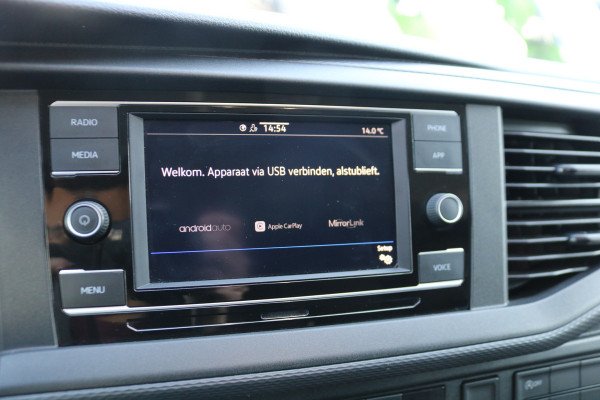 RADIO
MEDIA
MENU
14:54
14.0°C
Welkom. Apparaat via USB verbinden, alstublieft.
androidauto
Apple CarPlay
MirrorLink
Setup
PHONE
APP
VOICE